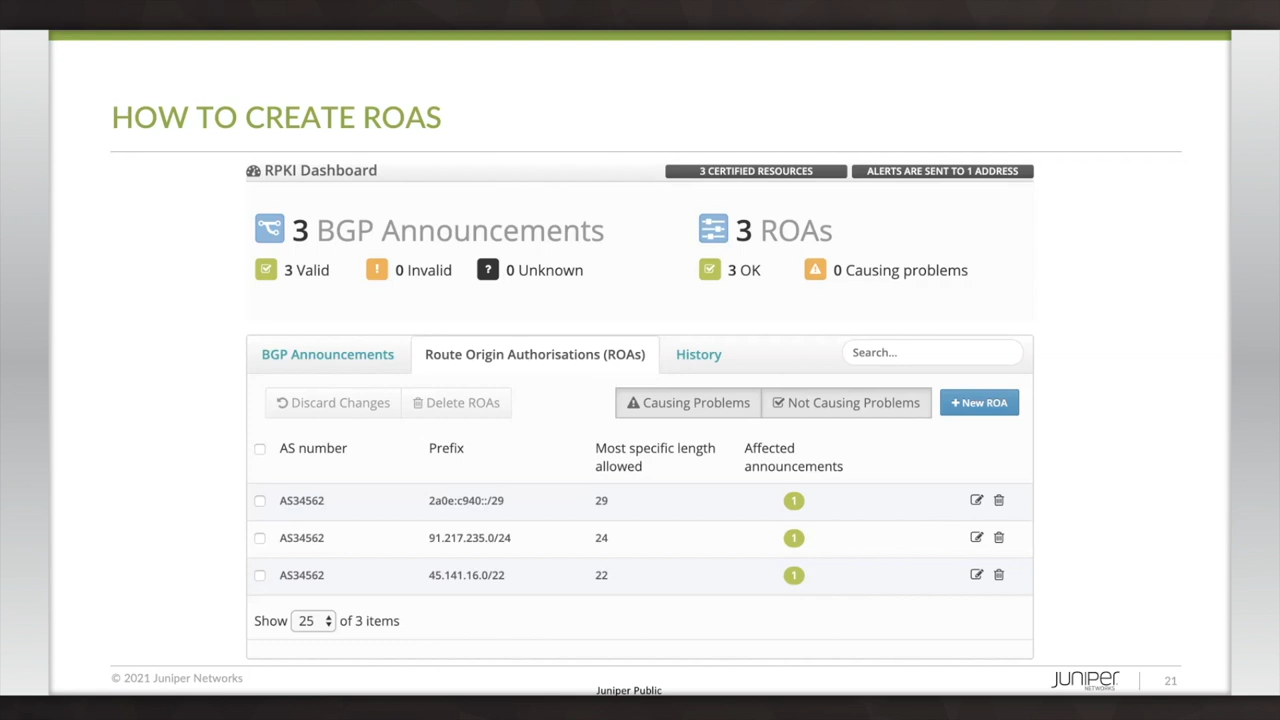 HOW TO CREATE ROAS
RPKI Dashboard
3 CERTIFIED RESOURCES
ALERTS ARE SENT TO 1 ADDRESS
3 BGP Announcements
3 ROAs
3 Valid
0 Invalid
0 Unknown
3 OK
0 Causing problems
BGP Announcements
Route Origin Authorisations (ROAs)
History
Search...
Discard Changes
Delete ROAs
Causing Problems
Not Causing Problems
+ New ROA
AS number
Prefix
Most specific length
allowed
Affected
announcements
AS34562 2a0e:c940::/29 29 1
AS34562 91.217.235.0/24 24 1
AS34562 45.141.16.0/22 22 1
Show 25 of 3 items
© 2021 Juniper Networks
Juniper Public
JUNIPER
NETWORKS
21